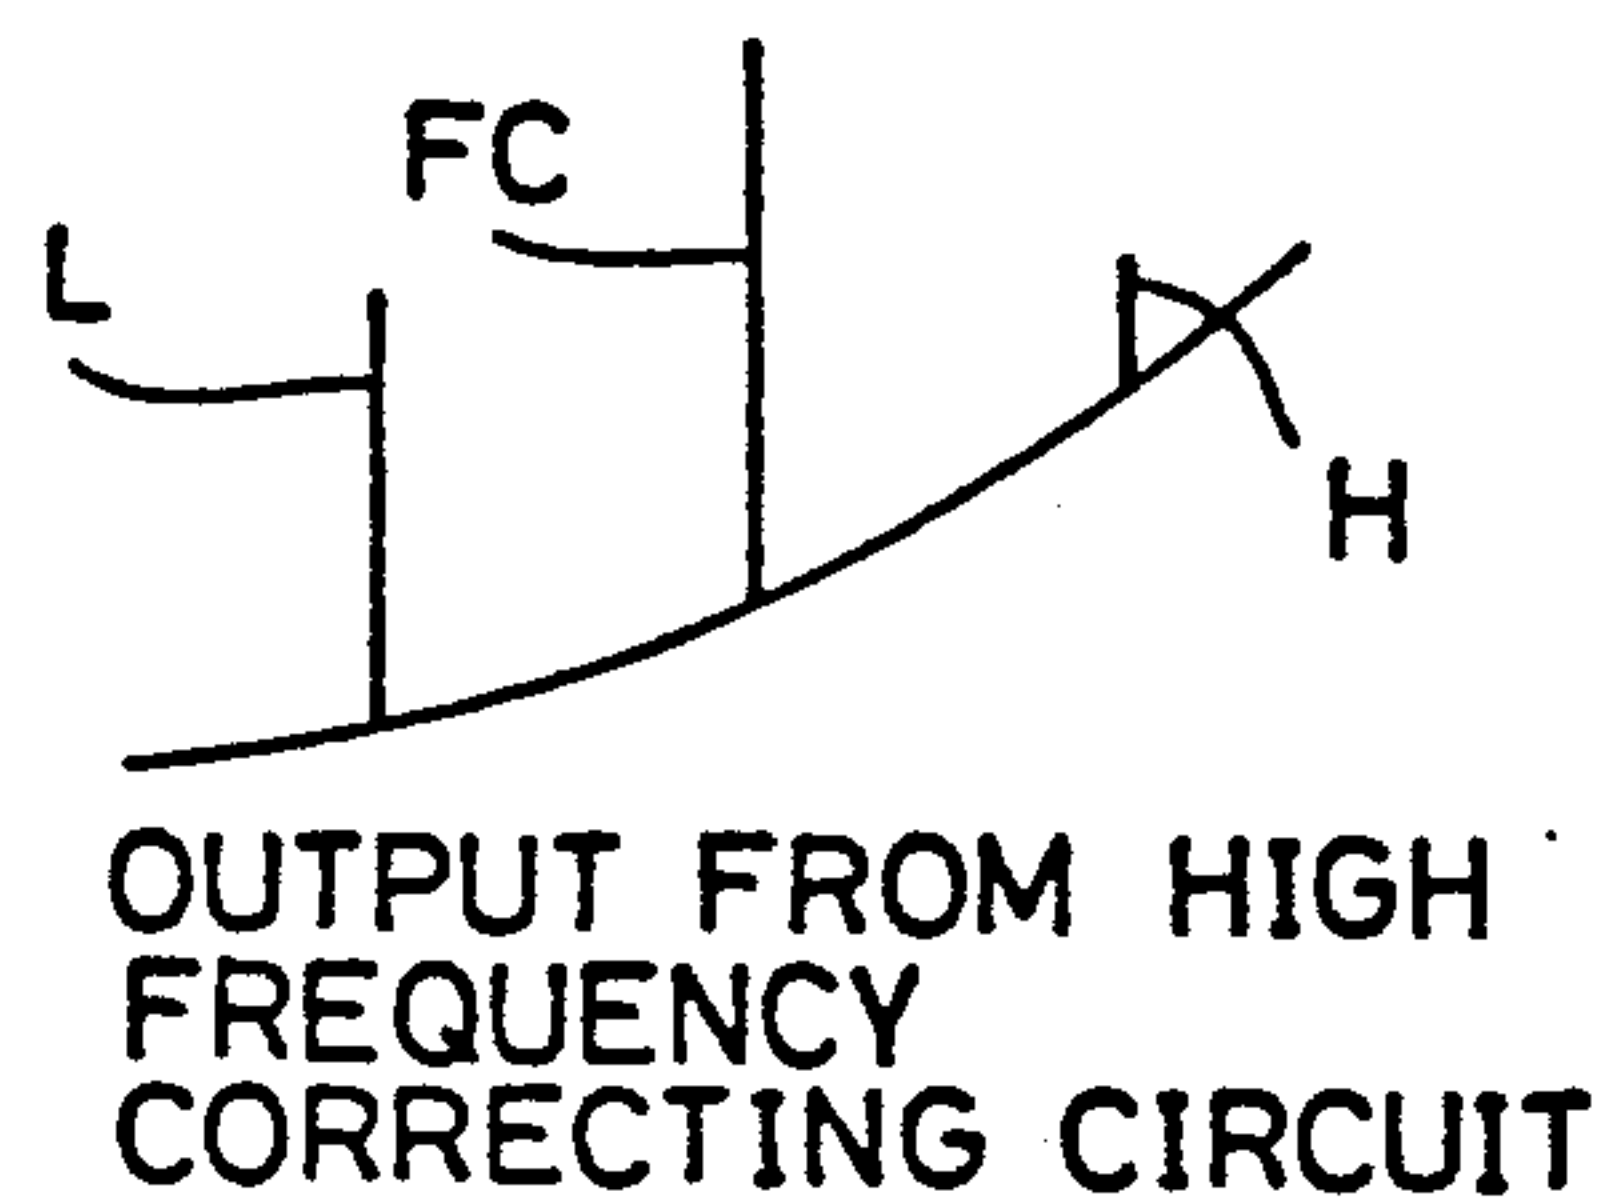 FC
L
H
OUTPUT FROM HIGH
FREQUENCY
CORRECTING CIRCUIT